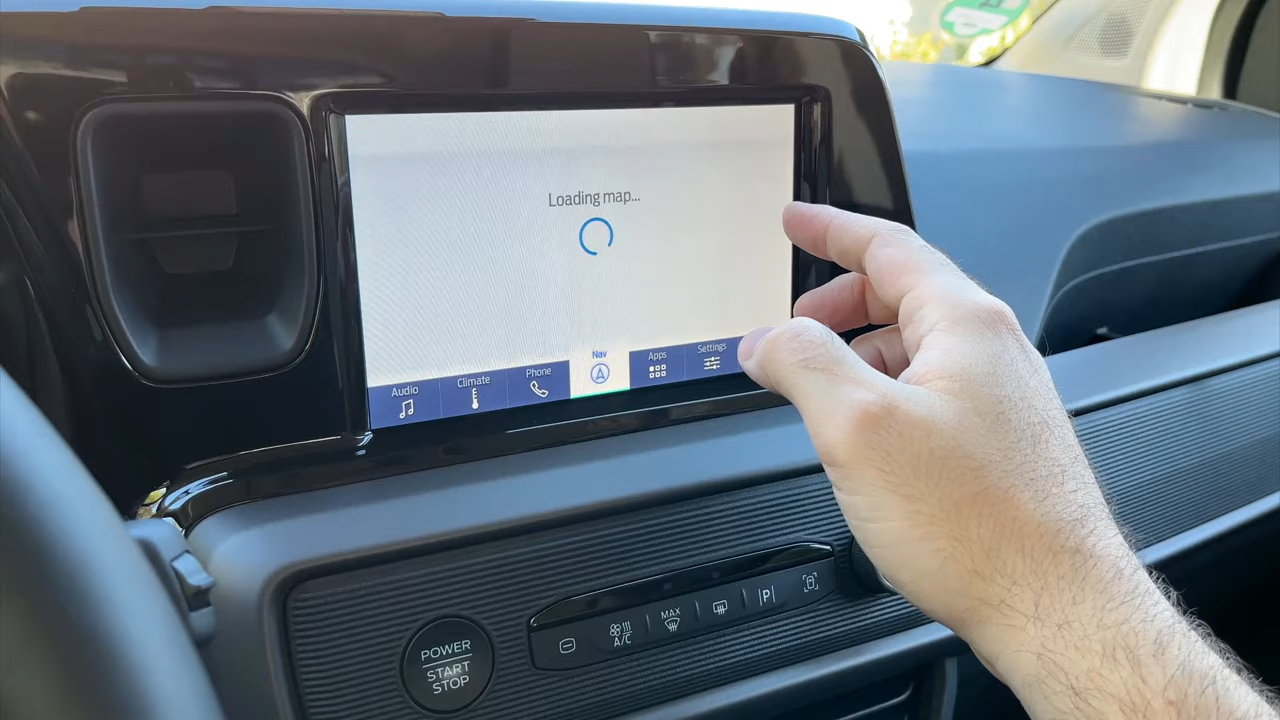 Loading map...
Audio
Climate
Phone
Nav
Apps
Settings
POWER
START
STOP
A/C
MAX
P